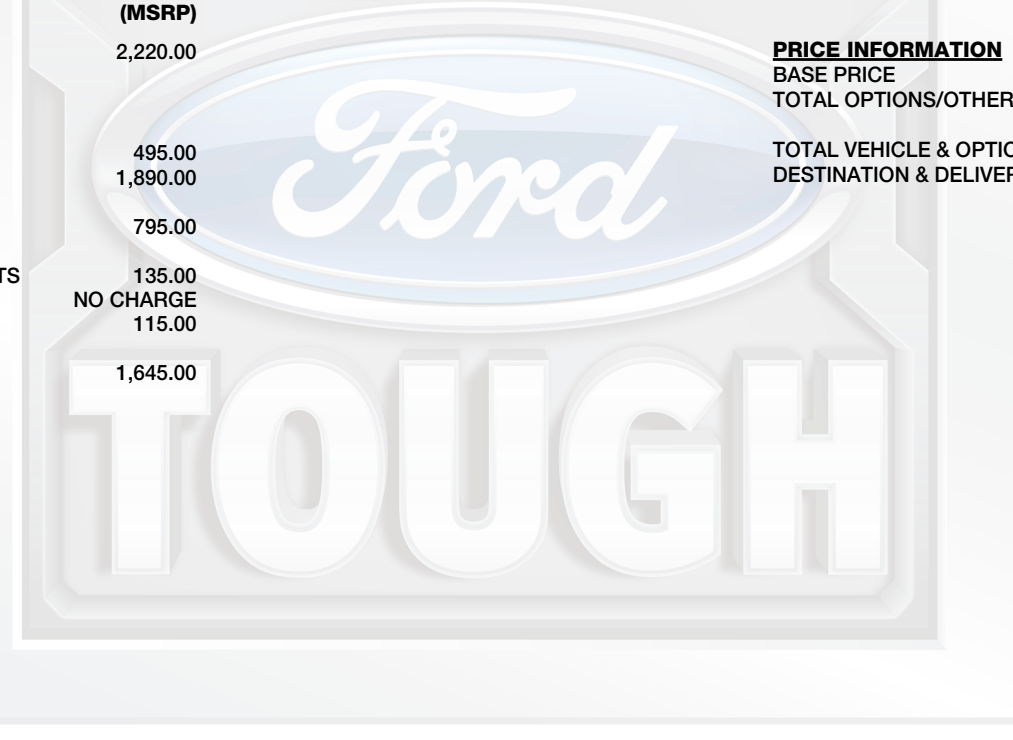 (MSRP)
2,220.00
495.00
1,890.00
795.00
TS 135.00
NO CHARGE
115.00
1,645.00
PRICE INFORMATION
BASE PRICE
TOTAL OPTIONS/OTHER
TOTAL VEHICLE & OPTIO
DESTINATION & DELIVER
Ford
TOUGH